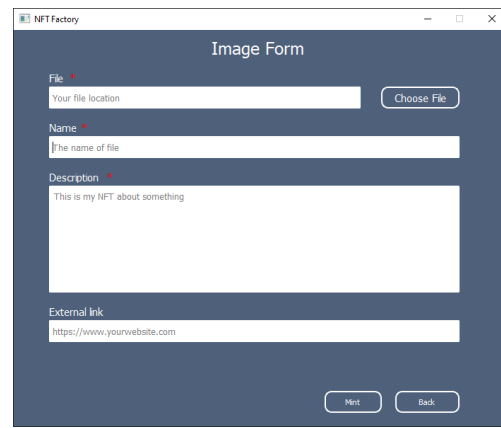 NFT Factory
Image Form
File *
Your file location
Choose File
Name *
The name of file
Description *
This is my NFT about something
External link
https://www.yourwebsite.com
Mint
Back